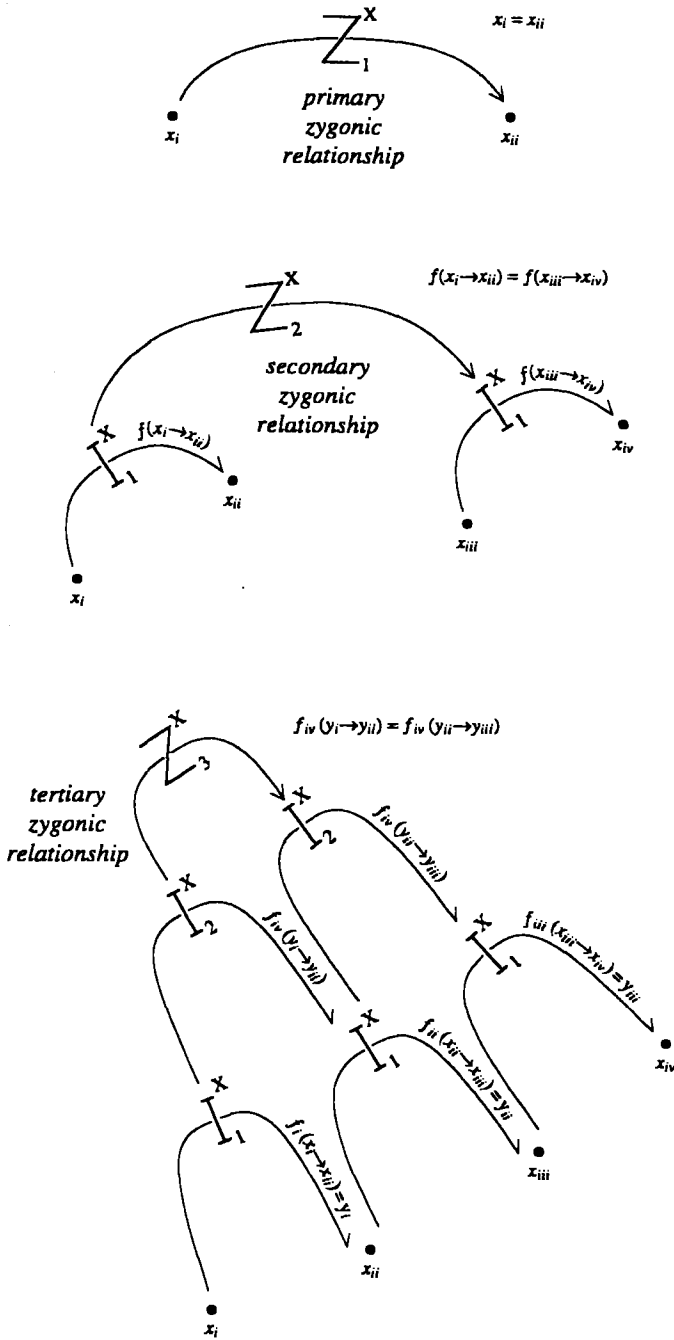 X
x_i = x_ii
1
primary
zygonic
relationship
x_i
x_ii
X
f(x_i→x_ii) = f(x_iii→x_iv)
2
secondary
zygonic
relationship
X
f(x_iii→x_iv)
1
x_iv
X
f(x_i→x_ii)
1
x_ii
x_iii
x_i
X
f_iv (y_i→y_ii) = f_iv (y_ii→y_iii)
3
tertiary
zygonic
relationship
X
2
f_iv (y_ii→y_iii)
X
2
f_iv (y_i→y_ii)
X
1
f_iii (x_iii→x_iv) = y_iii
x_iv
X
1
f_ii (x_ii→x_iii) = y_ii
x_iii
X
1
f_i (x_i→x_ii) = y_i
x_ii
x_i